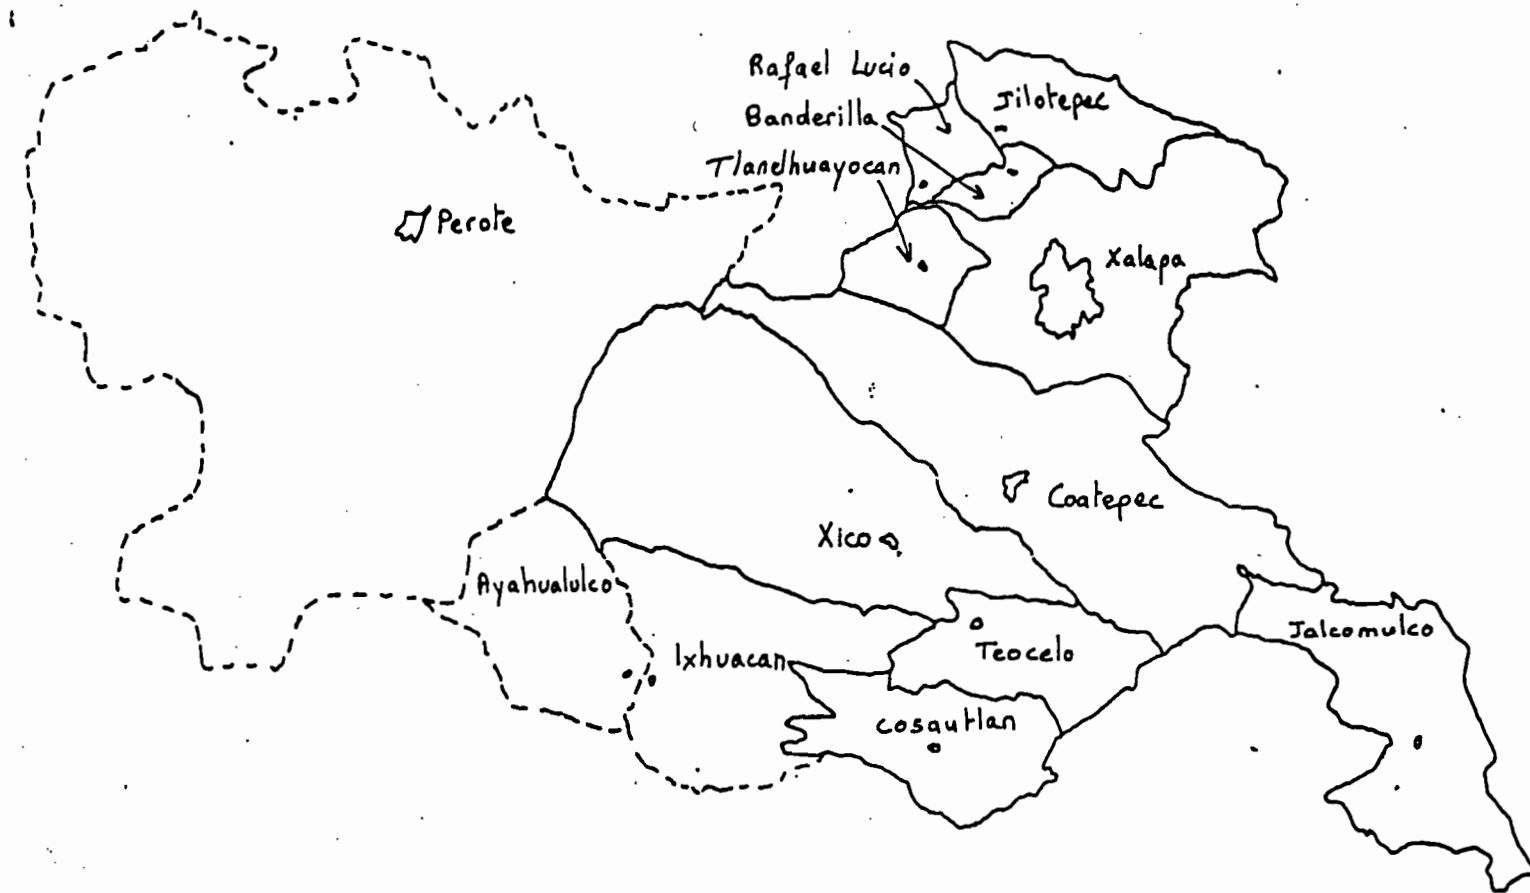 Rafael Lucio
Jilotepec
Banderilla
Tlanelhuayocan
Perote
Xalapa
Coatepec
Xico
Ayahualulco
Jalcomulco
Ixhuacan
Teocelo
Cosautlan